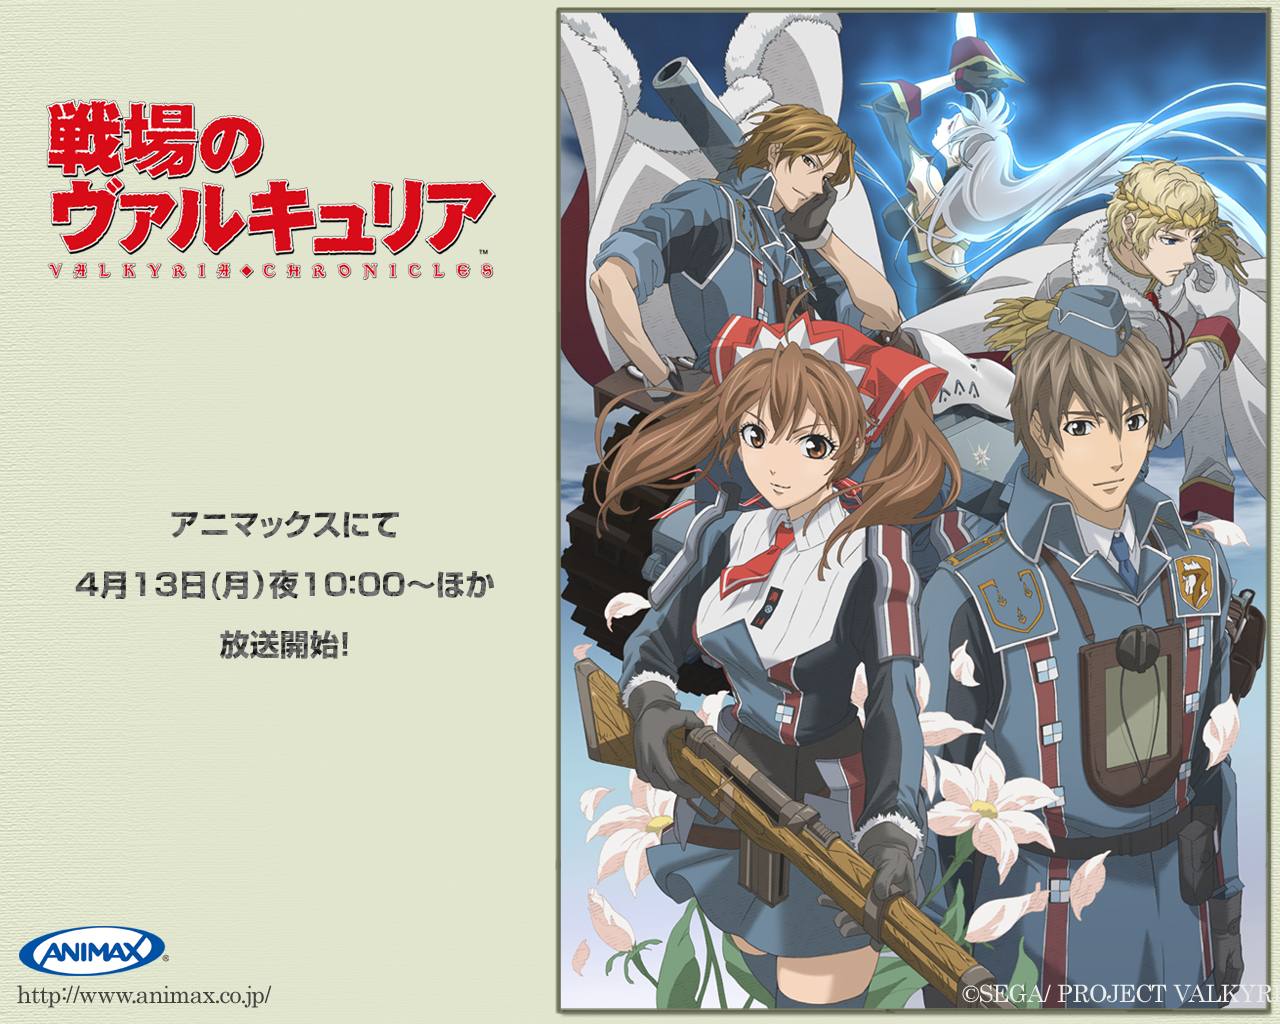 戦場の
ヴァルキュリア
™
VALKYRIA◆CHRONICLES
アニマックスにて
4月13日(月)夜10:00～ほか
放送開始!
ANIMAX®
http://www.animax.co.jp/
©SEGA/ PROJECT VALKYRI